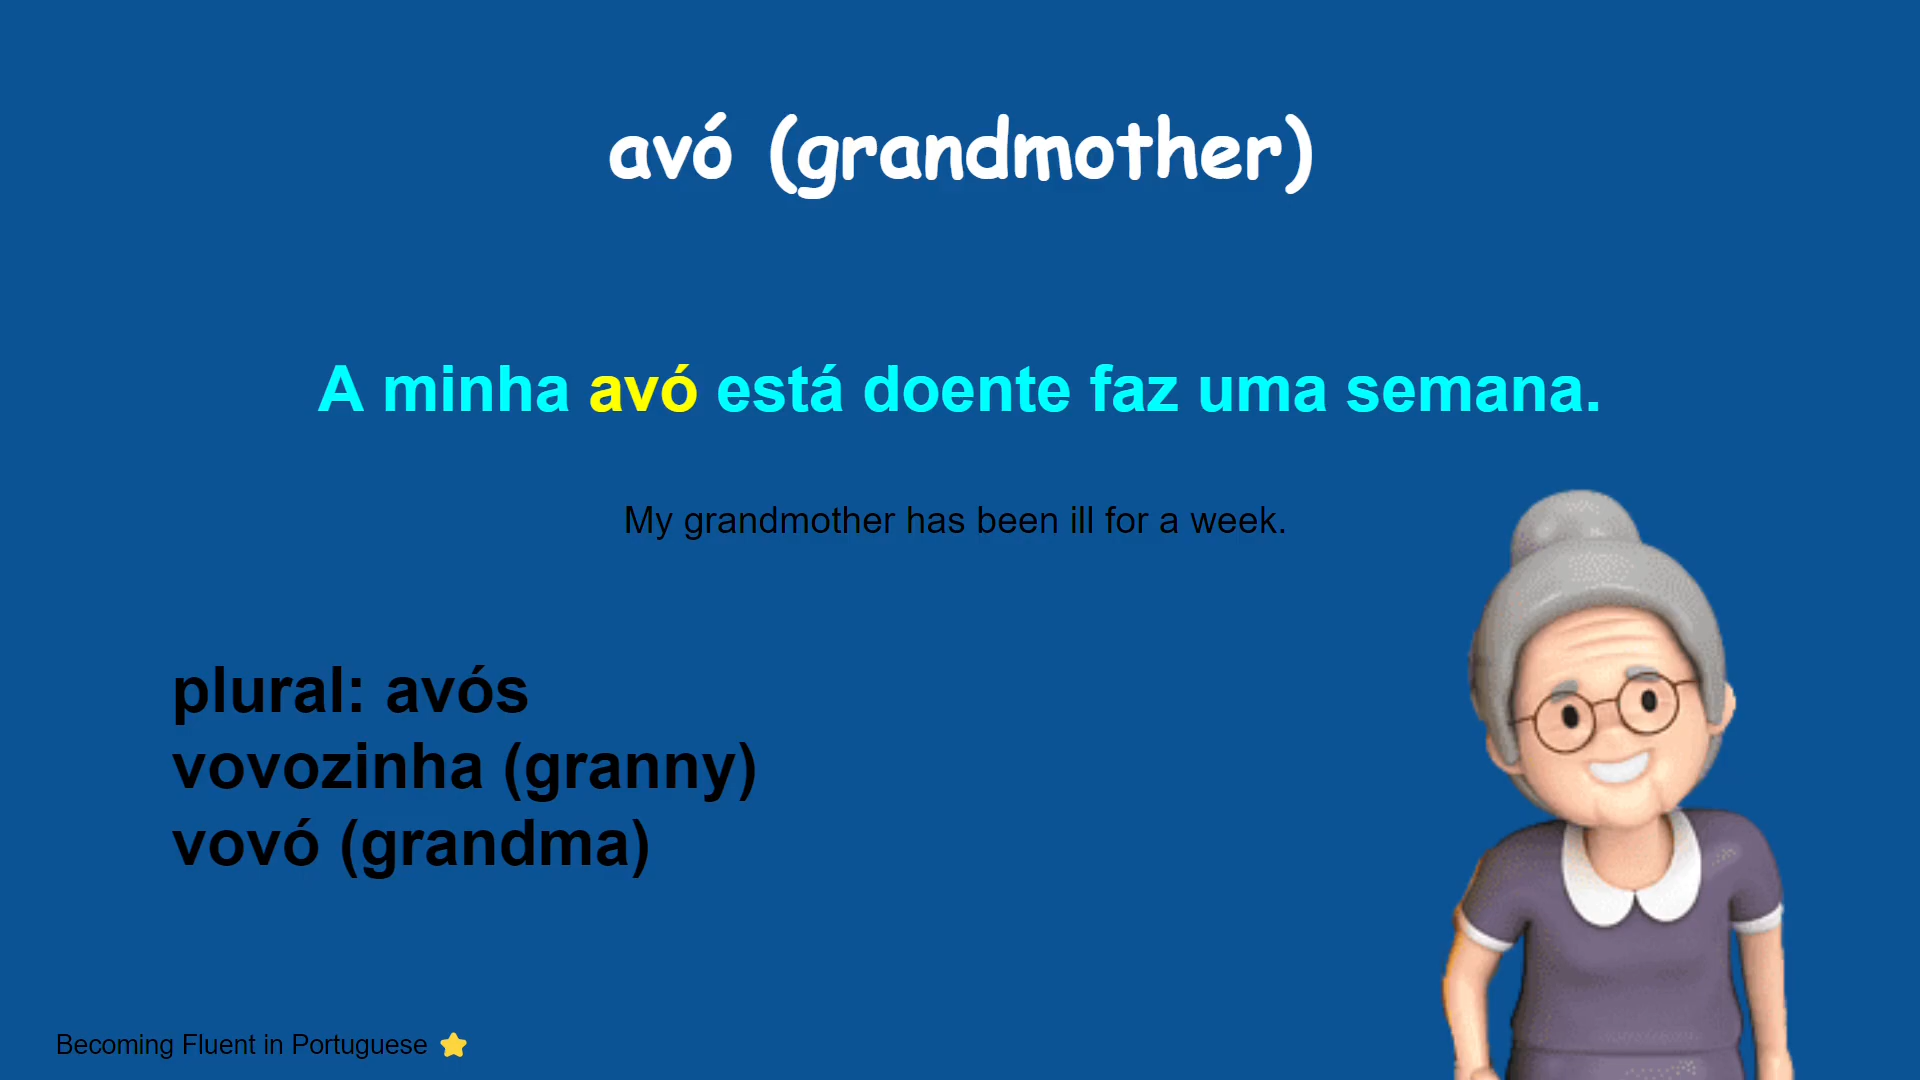 avó (grandmother)
A minha avó está doente faz uma semana.
My grandmother has been ill for a week.
plural: avós
vovozinha (granny)
vovó (grandma)
Becoming Fluent in Portuguese